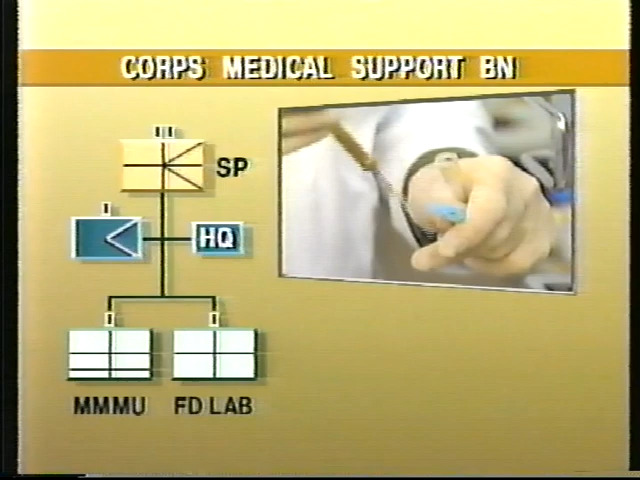 CORPS MEDICAL SUPPORT BN
SP
HQ
MMMU
FD LAB